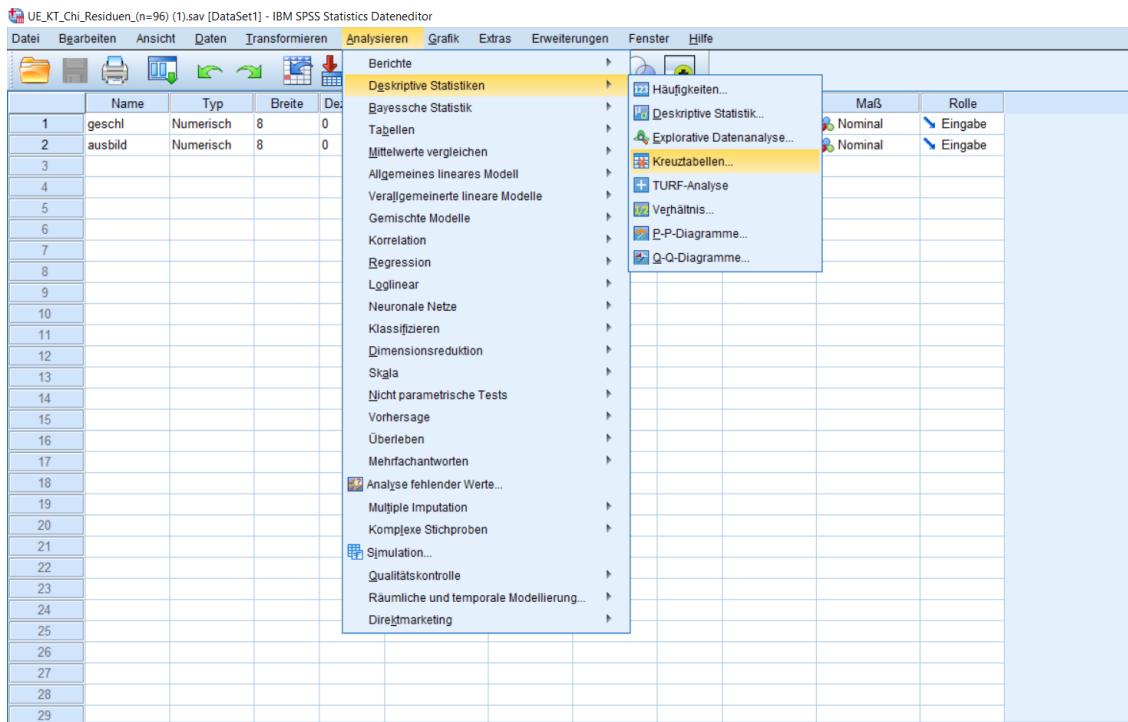 UE_KT_Chi_Residuen_(n=96) (1).sav [DataSet1] - IBM SPSS Statistics Dateneditor
Datei Bearbeiten Ansicht Daten Transformieren Analysieren Grafik Extras Erweiterungen Fenster Hilfe
Name Typ Breite Dez Maß Rolle
1 geschl Numerisch 8 0 Nominal Eingabe
2 ausbild Numerisch 8 0 Nominal Eingabe
3
4
5
6
7
8
9
10
11
12
13
14
15
16
17
18
19
20
21
22
23
24
25
26
27
28
29
Berichte
Deskriptive Statistiken
Bayessche Statistik
Tabellen
Mittelwerte vergleichen
Allgemeines lineares Modell
Verallgemeinerte lineare Modelle
Gemischte Modelle
Korrelation
Regression
Loglinear
Neuronale Netze
Klassifizieren
Dimensionsreduktion
Skala
Nicht parametrische Tests
Vorhersage
Überleben
Mehrfachantworten
Analyse fehlender Werte...
Multiple Imputation
Komplexe Stichproben
Simulation...
Qualitätskontrolle
Räumliche und temporale Modellierung...
Direktmarketing
Häufigkeiten...
Deskriptive Statistik...
Explorative Datenanalyse...
Kreuztabellen...
TURF-Analyse
Verhältnis...
P-P-Diagramme...
Q-Q-Diagramme...